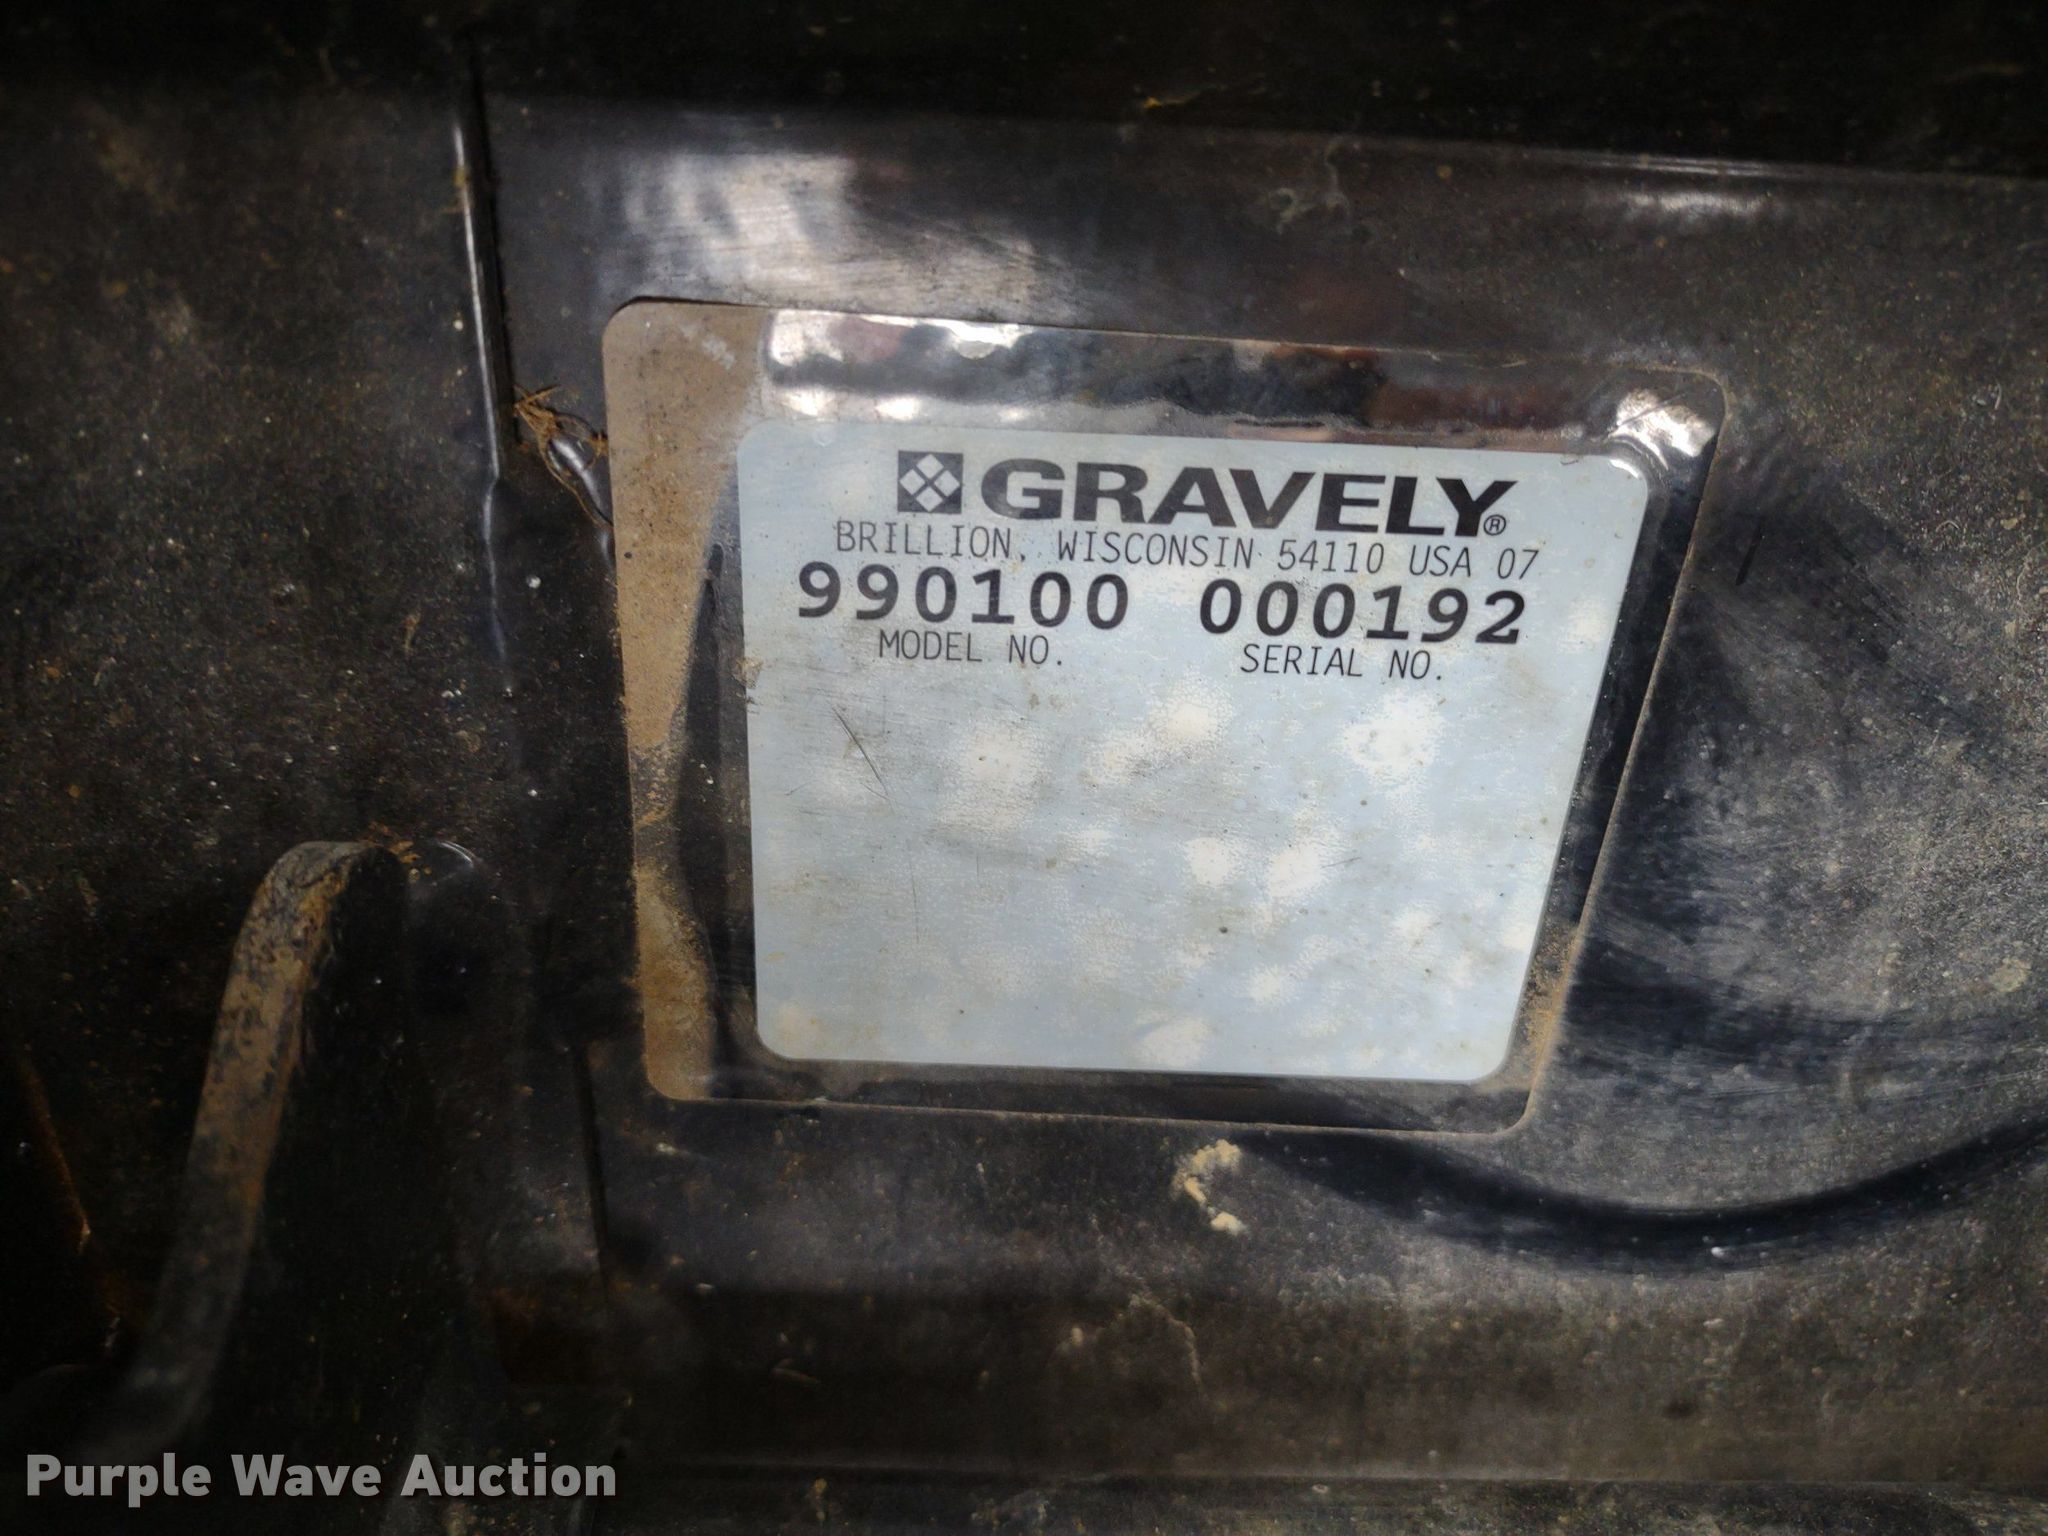 GRAVELY®
BRILLION, WISCONSIN 54110 USA 07
990100 000192
MODEL NO. SERIAL NO.
Purple Wave Auction